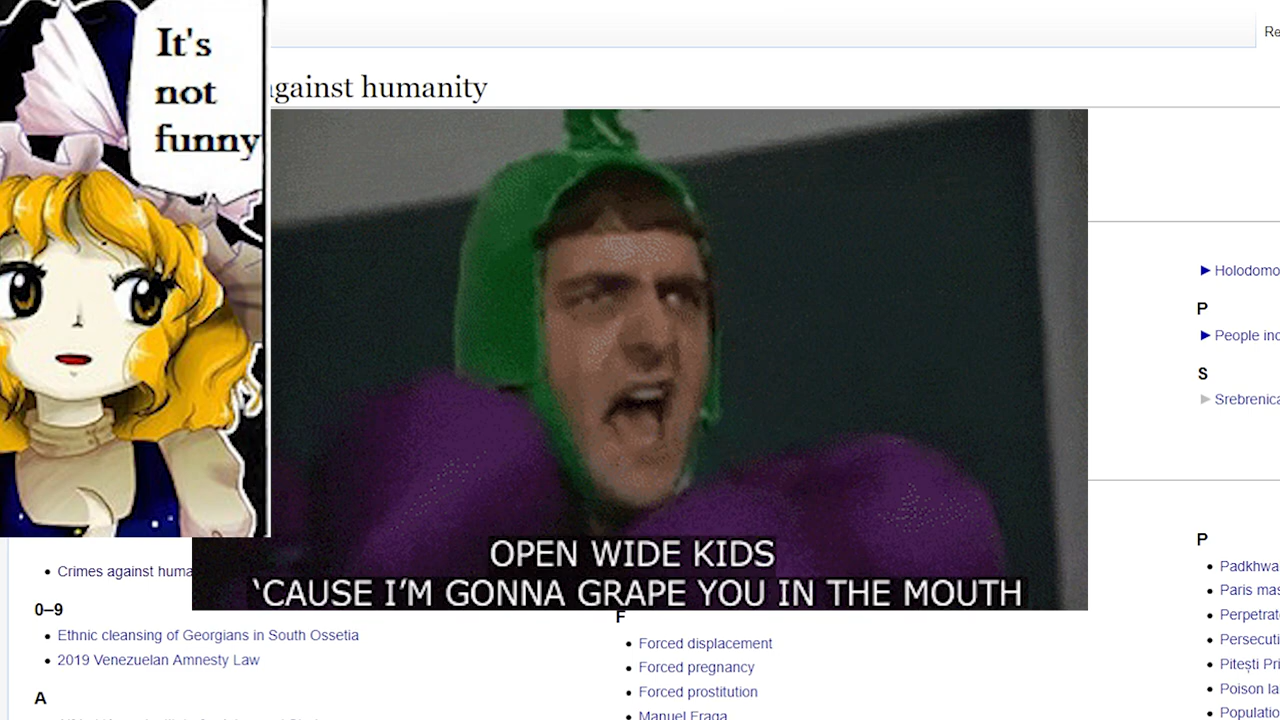 It's
not
funny
Re
against humanity
OPEN WIDE KIDS
‘CAUSE I’M GONNA GRAPE YOU IN THE MOUTH
Crimes against huma
0–9
Ethnic cleansing of Georgians in South Ossetia
2019 Venezuelan Amnesty Law
A
F
Forced displacement
Forced pregnancy
Forced prostitution
Manuel Fraga
Holodomo
P
People inc
S
Srebrenica
P
Padkhwa
Paris mas
Perpetrat
Persecuti
Pitești Pri
Poison la
Populatio